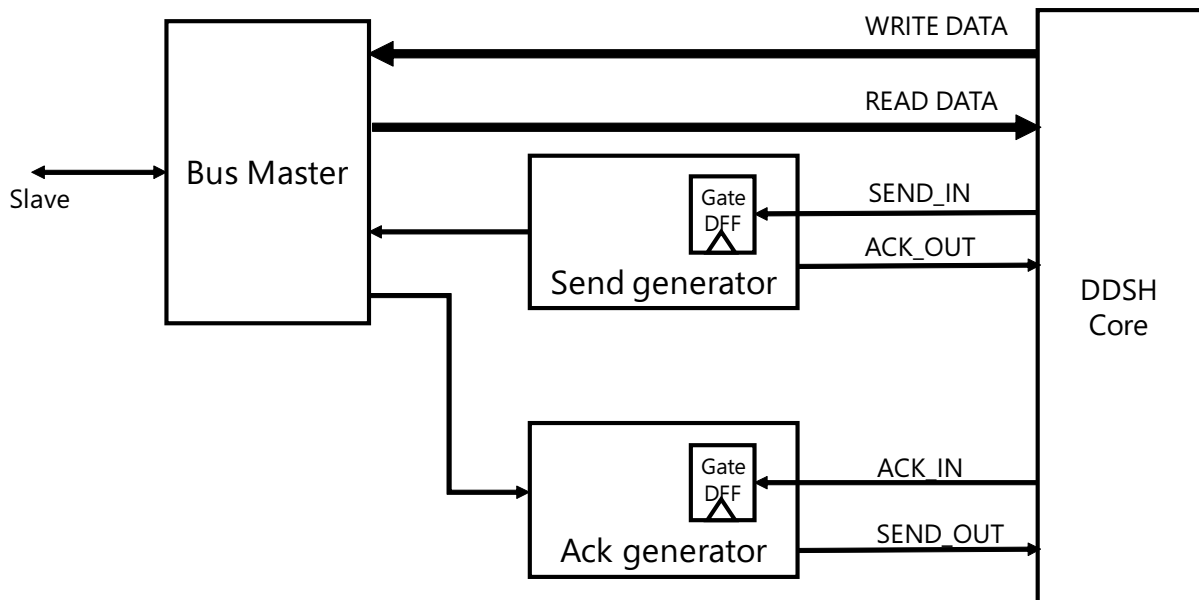 WRITE DATA
READ DATA
Bus Master
Slave
Gate
DFF
SEND_IN
ACK_OUT
Send generator
DDSH
Core
Gate
DFF
ACK_IN
SEND_OUT
Ack generator